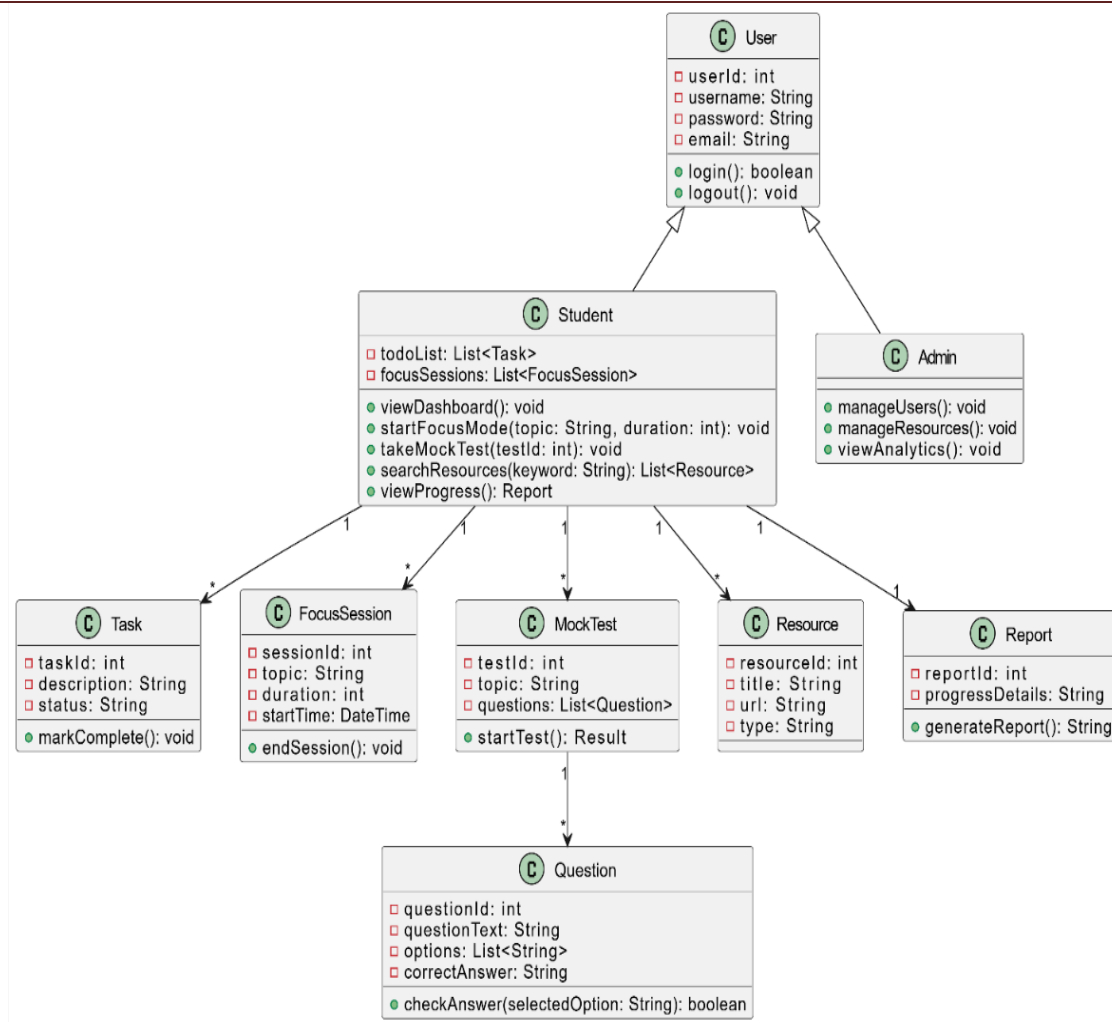 C User
userId: int
username: String
password: String
email: String
login(): boolean
logout(): void
C Student
todoList: List<Task>
focusSessions: List<FocusSession>
viewDashboard(): void
startFocusMode(topic: String, duration: int): void
takeMockTest(testId: int): void
searchResources(keyword: String): List<Resource>
viewProgress(): Report
C Admin
manageUsers(): void
manageResources(): void
viewAnalytics(): void
1 1 1 1 1
* * * * 1
C Task
taskId: int
description: String
status: String
markComplete(): void
C FocusSession
sessionId: int
topic: String
duration: int
startTime: DateTime
endSession(): void
C MockTest
testId: int
topic: String
questions: List<Question>
startTest(): Result
C Resource
resourceId: int
title: String
url: String
type: String
C Report
reportId: int
progressDetails: String
generateReport(): String
1
*
C Question
questionId: int
questionText: String
options: List<String>
correctAnswer: String
checkAnswer(selectedOption: String): boolean